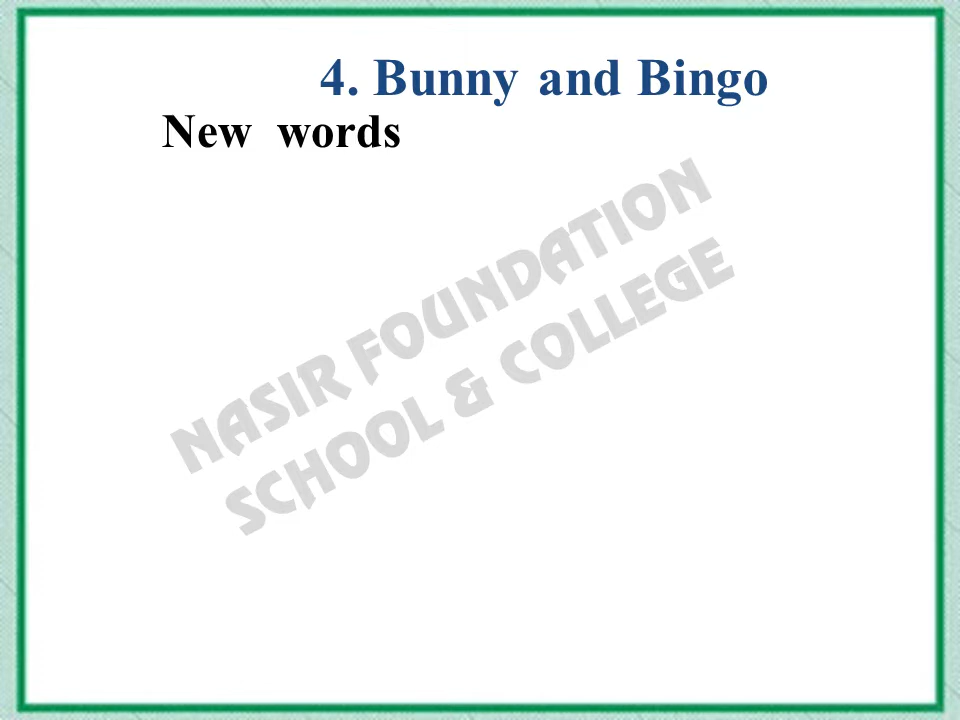 4. Bunny and Bingo
New words
NASIR FOUNDATION
SCHOOL & COLLEGE